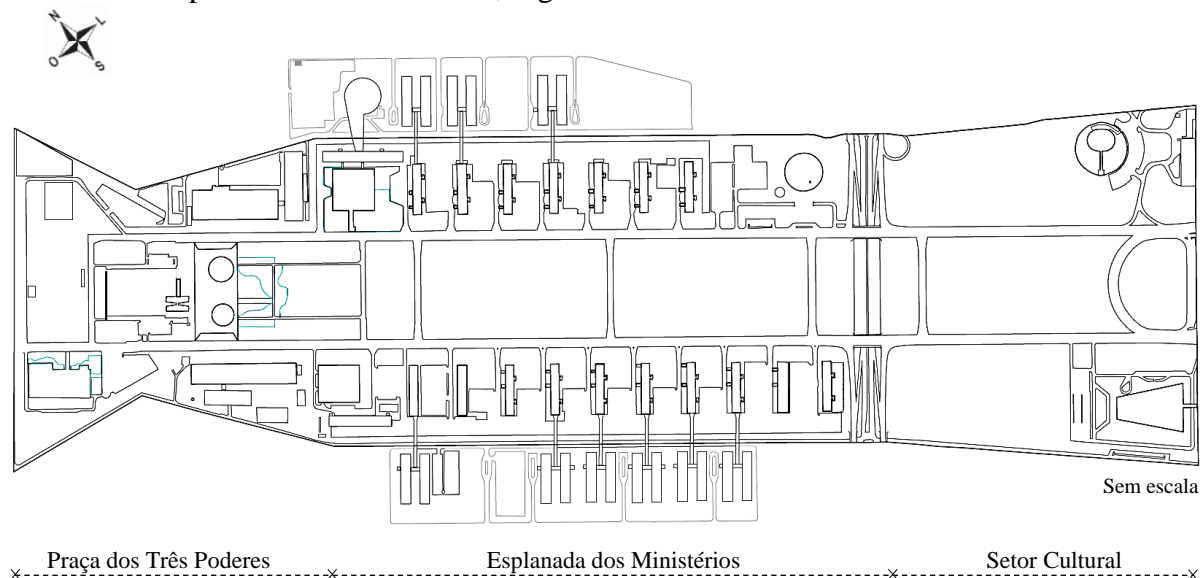 N L
O S
Sem escala
Praça dos Três Poderes Esplanada dos Ministérios Setor Cultural